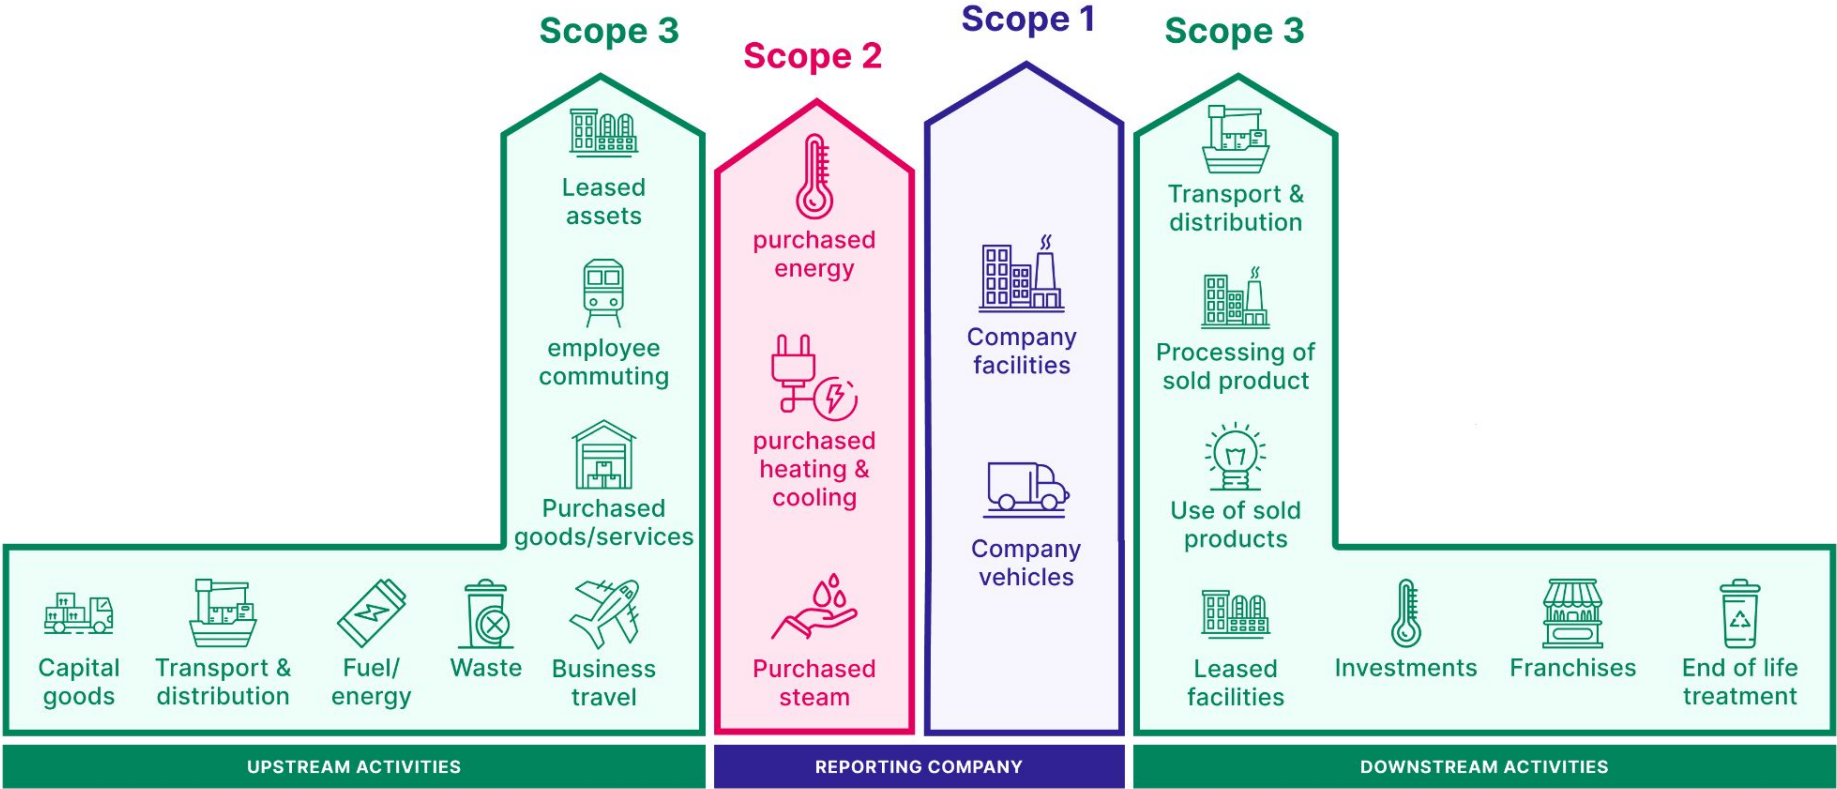 Scope 3
Leased
assets
employee
commuting
Purchased
goods/services
Capital
goods
Transport &
distribution
Fuel/
energy
Waste
Business
travel
Scope 2
purchased
energy
purchased
heating &
cooling
Purchased
steam
Scope 1
Company
facilities
Company
vehicles
Scope 3
Transport &
distribution
Processing of
sold product
Use of sold
products
Leased
facilities
Investments
Franchises
End of life
treatment
UPSTREAM ACTIVITIES
REPORTING COMPANY
DOWNSTREAM ACTIVITIES